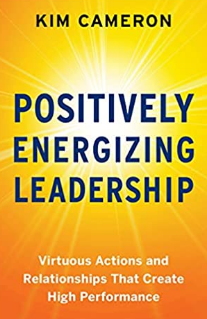 KIM CAMERON
POSITIVELY
ENERGIZING
LEADERSHIP
Virtuous Actions and
Relationships That Create
High Performance